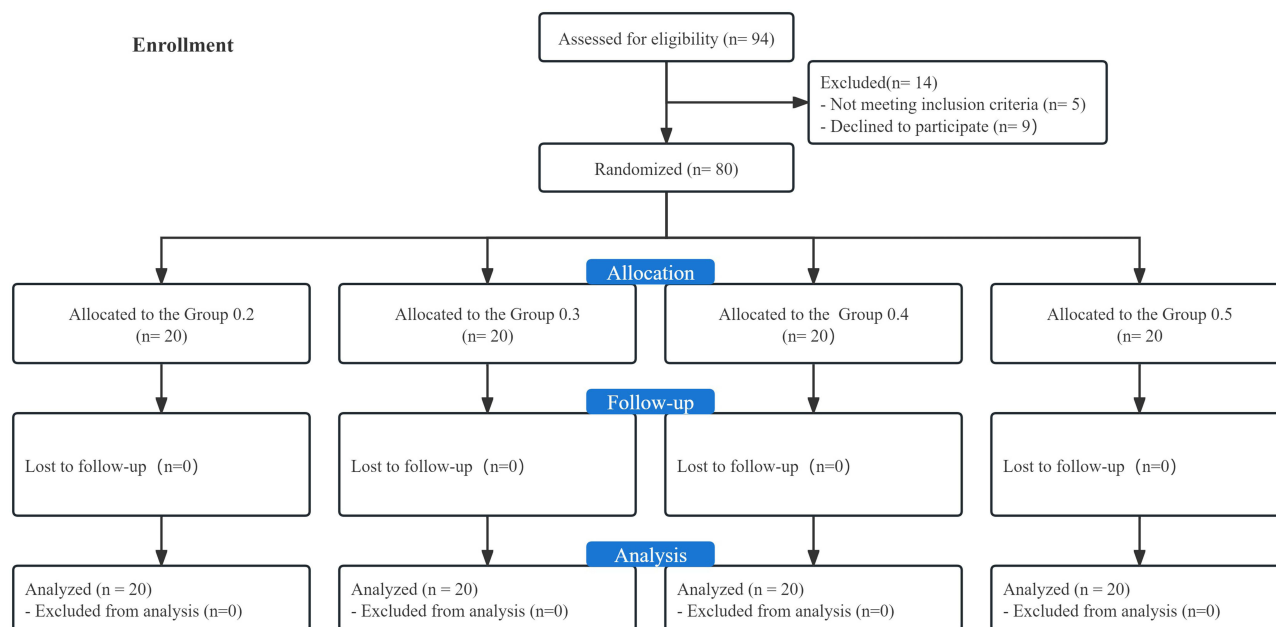 Enrollment
Assessed for eligibility (n= 94)
Excluded(n= 14)
- Not meeting inclusion criteria (n= 5)
- Declined to participate (n= 9)
Randomized (n= 80)
Allocation
Allocated to the Group 0.2
(n= 20)
Allocated to the Group 0.3
(n= 20)
Allocated to the  Group 0.4
(n= 20)
Allocated to the Group 0.5
(n= 20
Follow-up
Lost to follow-up（n=0)
Lost to follow-up（n=0)
Lost to follow-up（n=0)
Lost to follow-up（n=0)
Analysis
Analyzed (n = 20)
- Excluded from analysis (n=0)
Analyzed (n = 20)
- Excluded from analysis (n=0)
Analyzed (n = 20)
- Excluded from analysis (n=0)
Analyzed (n = 20)
- Excluded from analysis (n=0)